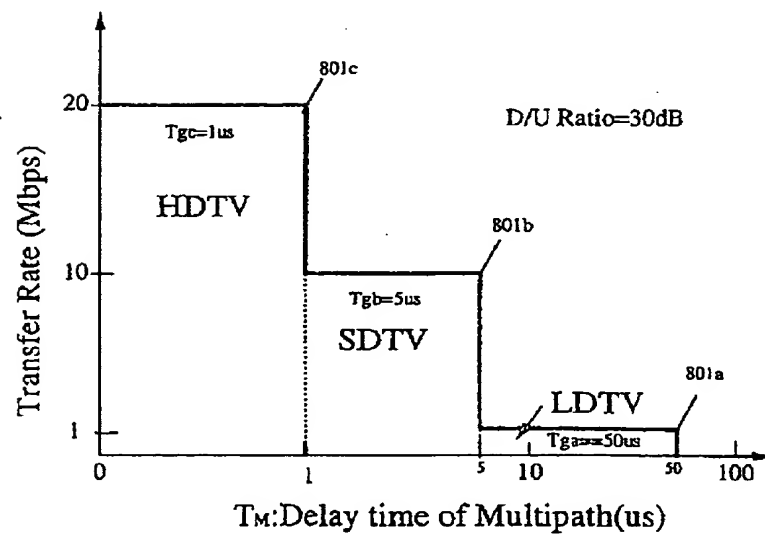 801c
20
Tgc=1us
D/U Ratio=30dB
HDTV
801b
10
Tgb=5us
SDTV
801a
LDTV
1
Tga==50us
0 1 5 10 50 100
Transfer Rate (Mbps)
TM:Delay time of Multipath(us)